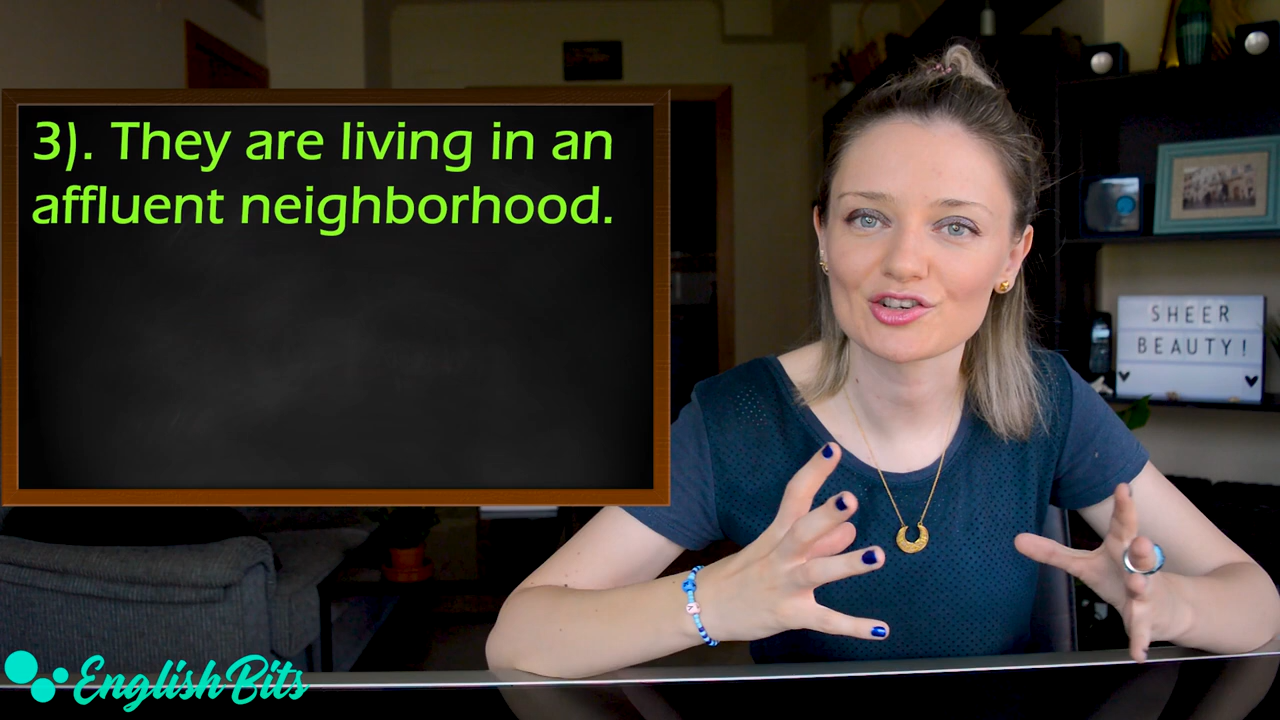 3). They are living in an
affluent neighborhood.
SHEER
BEAUTY!
EnglishBits